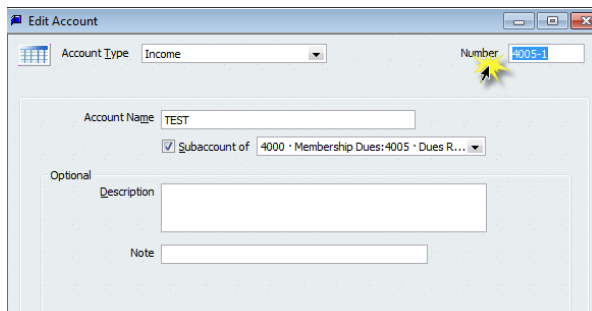 Edit Account
Account Type Income Number 4005-1
Account Name TEST
Subaccount of 4000 · Membership Dues:4005 · Dues R...
Optional
Description
Note